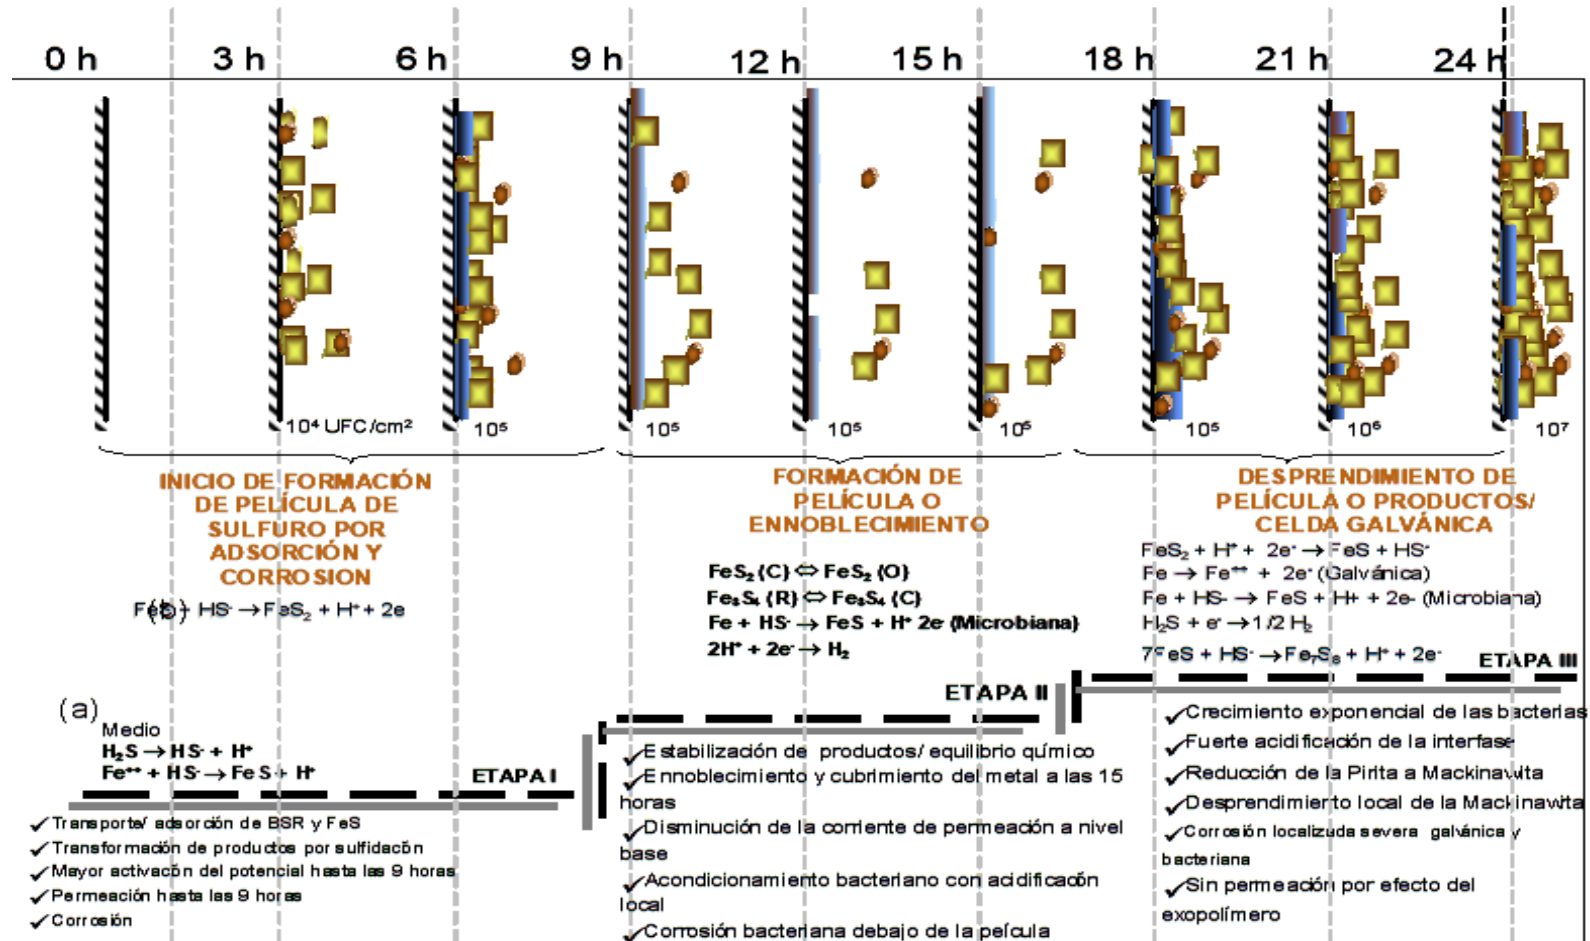 0 h 3 h 6 h 9 h 12 h 15 h 18 h 21 h 24 h
10⁴ UFC/cm² 10⁵ 10⁵ 10⁵ 10⁵ 10⁵ 10⁶ 10⁷
INICIO DE FORMACIÓN
DE PELÍCULA DE
SULFURO POR
ADSORCIÓN Y
CORROSION
+ HS⁻ → FeS₂ + H⁺ + 2e
FORMACIÓN DE
PELÍCULA O
ENNOBLECIMIENTO
FeS₂ (C) ⇔ FeS₂ (O)
Fe₃S₄ (R) ⇔ Fe₃S₄ (C)
Fe + HS⁻ → FeS + H⁺ 2e⁻ (Microbiana)
2H⁺ + 2e⁻ → H₂
DESPRENDIMIENTO DE
PELÍCULA O PRODUCTOS/
CELDA GALVÁNICA
FeS₂ + H⁺ + 2e⁻ → FeS + HS⁻
Fe → Fe⁺⁺ + 2e⁻ (Galvánica)
Fe + HS- → FeS + H+ + 2e- (Microbiana)
H₂S + e⁻ → 1/2 H₂
7FeS + HS⁻ → Fe₇S₈ + H⁺ + 2e⁻
(a)
Medio
H₂S → HS⁻ + H⁺
Fe⁺⁺ + HS⁻ → FeS + H⁺
ETAPA I
✓Transporte/ adsorción de BSR y FeS
✓Transformación de productos por sulfidación
✓Mayor activación del potencial hasta las 9 horas
✓Permeación hasta las 9 horas
✓Corrosión
ETAPA II
✓Estabilización de productos/ equilibrio químico
✓Ennoblecimiento y cubrimiento del metal a las 15
horas
✓Disminución de la corriente de permeación a nivel
base
✓Acondicionamiento bacteriano con acidificación
local
✓Corrosión bacteriana debajo de la película
ETAPA III
✓Crecimiento exponencial de las bacterias
✓Fuerte acidificación de la interfase
✓Reducción de la Pirita a Mackinawita
✓Desprendimiento local de la Mackinawita
✓Corrosión localizada severa galvánica y
bacteriana
✓Sin permeación por efecto del
exopolímero